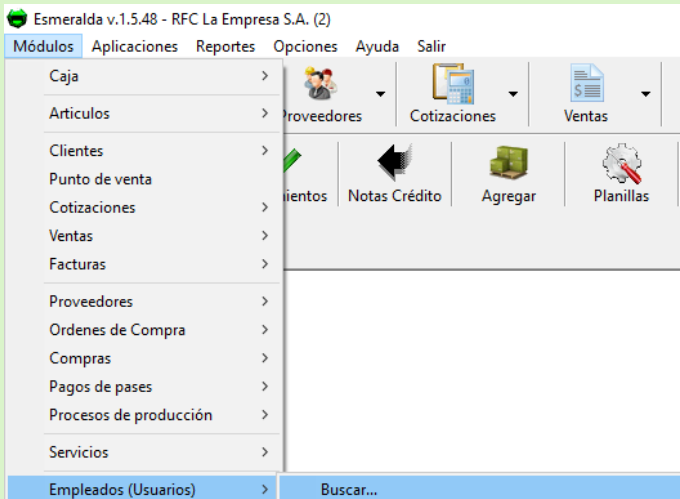 Esmeralda v.1.5.48 - RFC La Empresa S.A. (2)
Módulos Aplicaciones Reportes Opciones Ayuda Salir
Caja
Articulos
Clientes
Punto de venta
Cotizaciones
Ventas
Facturas
Proveedores
Ordenes de Compra
Compras
Pagos de pases
Procesos de producción
Servicios
Empleados (Usuarios)
Buscar...
Proveedores Cotizaciones Ventas
Notas Crédito Agregar Planillas